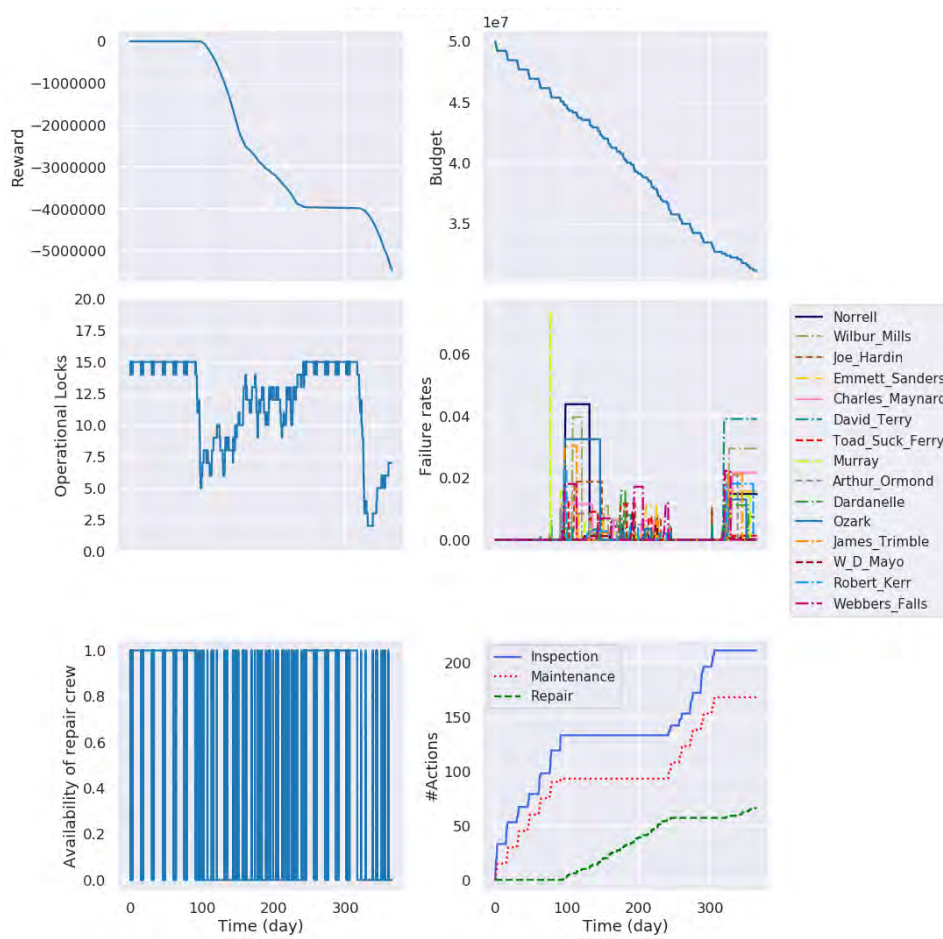 1e7
0
−1000000
−2000000
−3000000
−4000000
−5000000
Reward
5.0
4.5
4.0
3.5
Budget
20.0
17.5
15.0
12.5
10.0
7.5
5.0
2.5
0.0
Operational Locks
0.06
0.04
0.02
0.00
Failure rates
Norrell
Wilbur_Mills
Joe_Hardin
Emmett_Sanders
Charles_Maynard
David_Terry
Toad_Suck_Ferry
Murray
Arthur_Ormond
Dardanelle
Ozark
James_Trimble
W_D_Mayo
Robert_Kerr
Webbers_Falls
1.0
0.8
0.6
0.4
0.2
0.0
Availability of repair crew
0 100 200 300
Time (day)
Inspection
Maintenance
Repair
200
150
100
50
0
#Actions
0 100 200 300
Time (day)